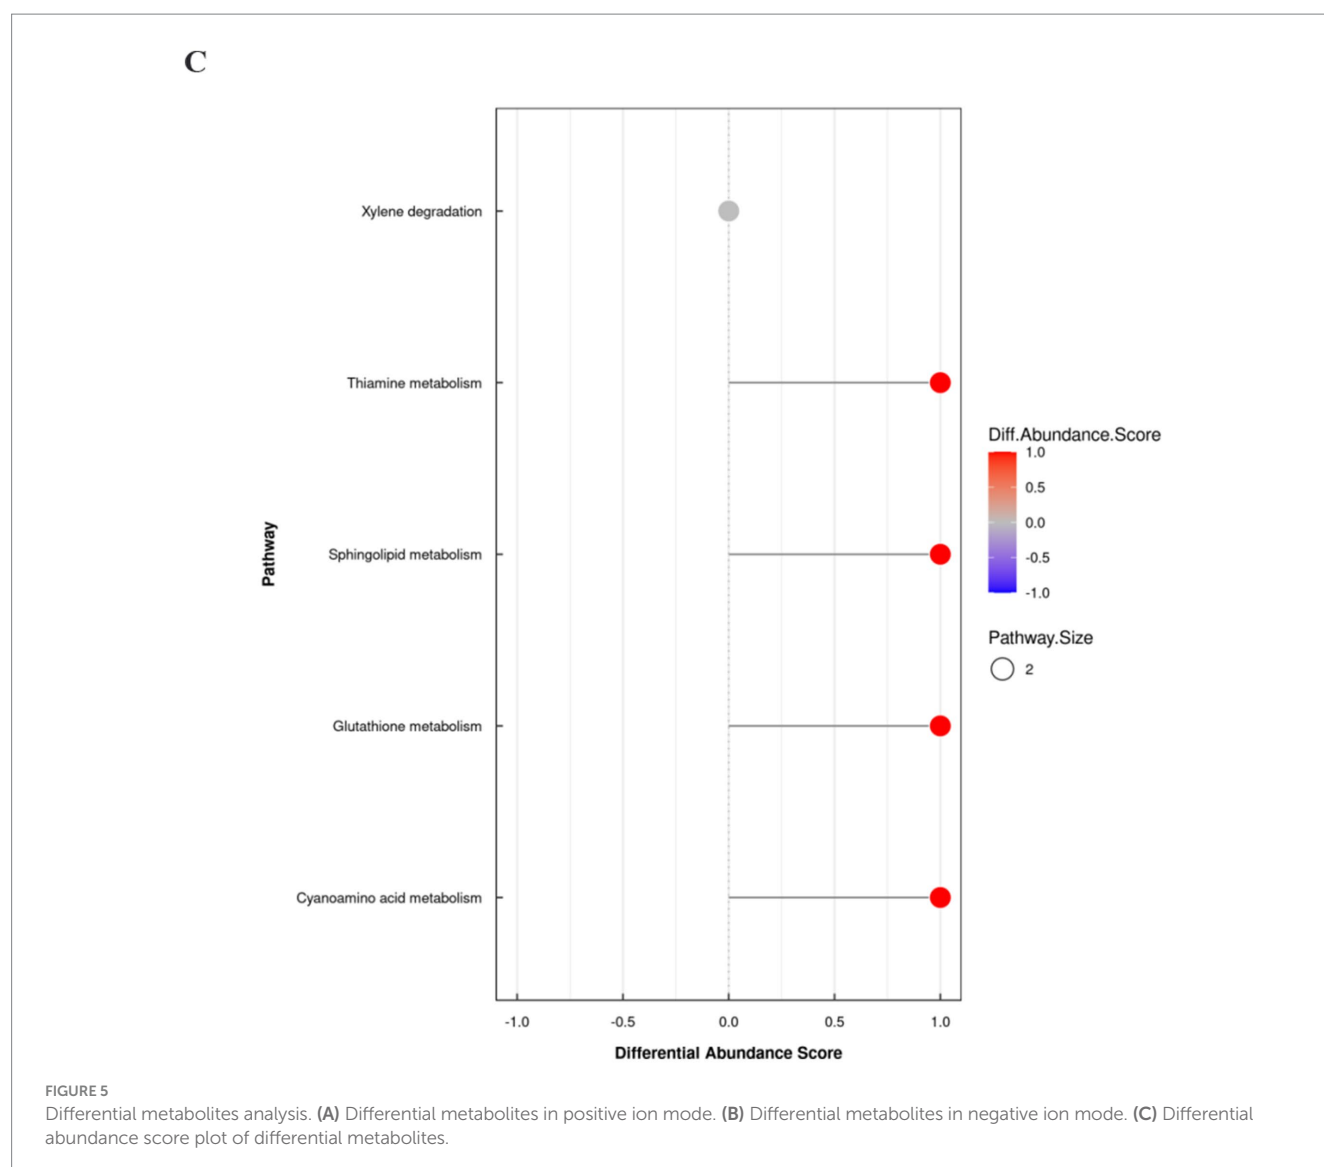 C
Xylene degradation
Thiamine metabolism
Sphingolipid metabolism
Glutathione metabolism
Cyanoamino acid metabolism
Pathway
-1.0
-0.5
0.0
0.5
1.0
Differential Abundance Score
Diff.Abundance.Score
1.0
0.5
0.0
-0.5
-1.0
Pathway.Size
2
FIGURE 5
Differential metabolites analysis. (A) Differential metabolites in positive ion mode. (B) Differential metabolites in negative ion mode. (C) Differential
abundance score plot of differential metabolites.